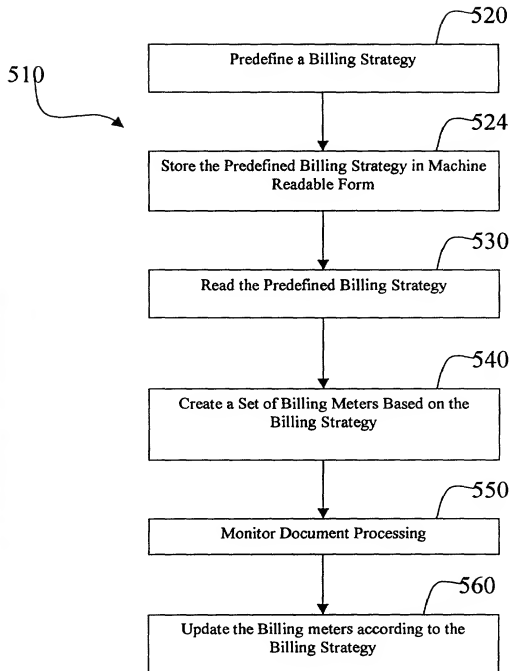 520
Predefine a Billing Strategy
510
524
Store the Predefined Billing Strategy in Machine
Readable Form
530
Read the Predefined Billing Strategy
540
Create a Set of Billing Meters Based on the
Billing Strategy
550
Monitor Document Processing
560
Update the Billing meters according to the
Billing Strategy